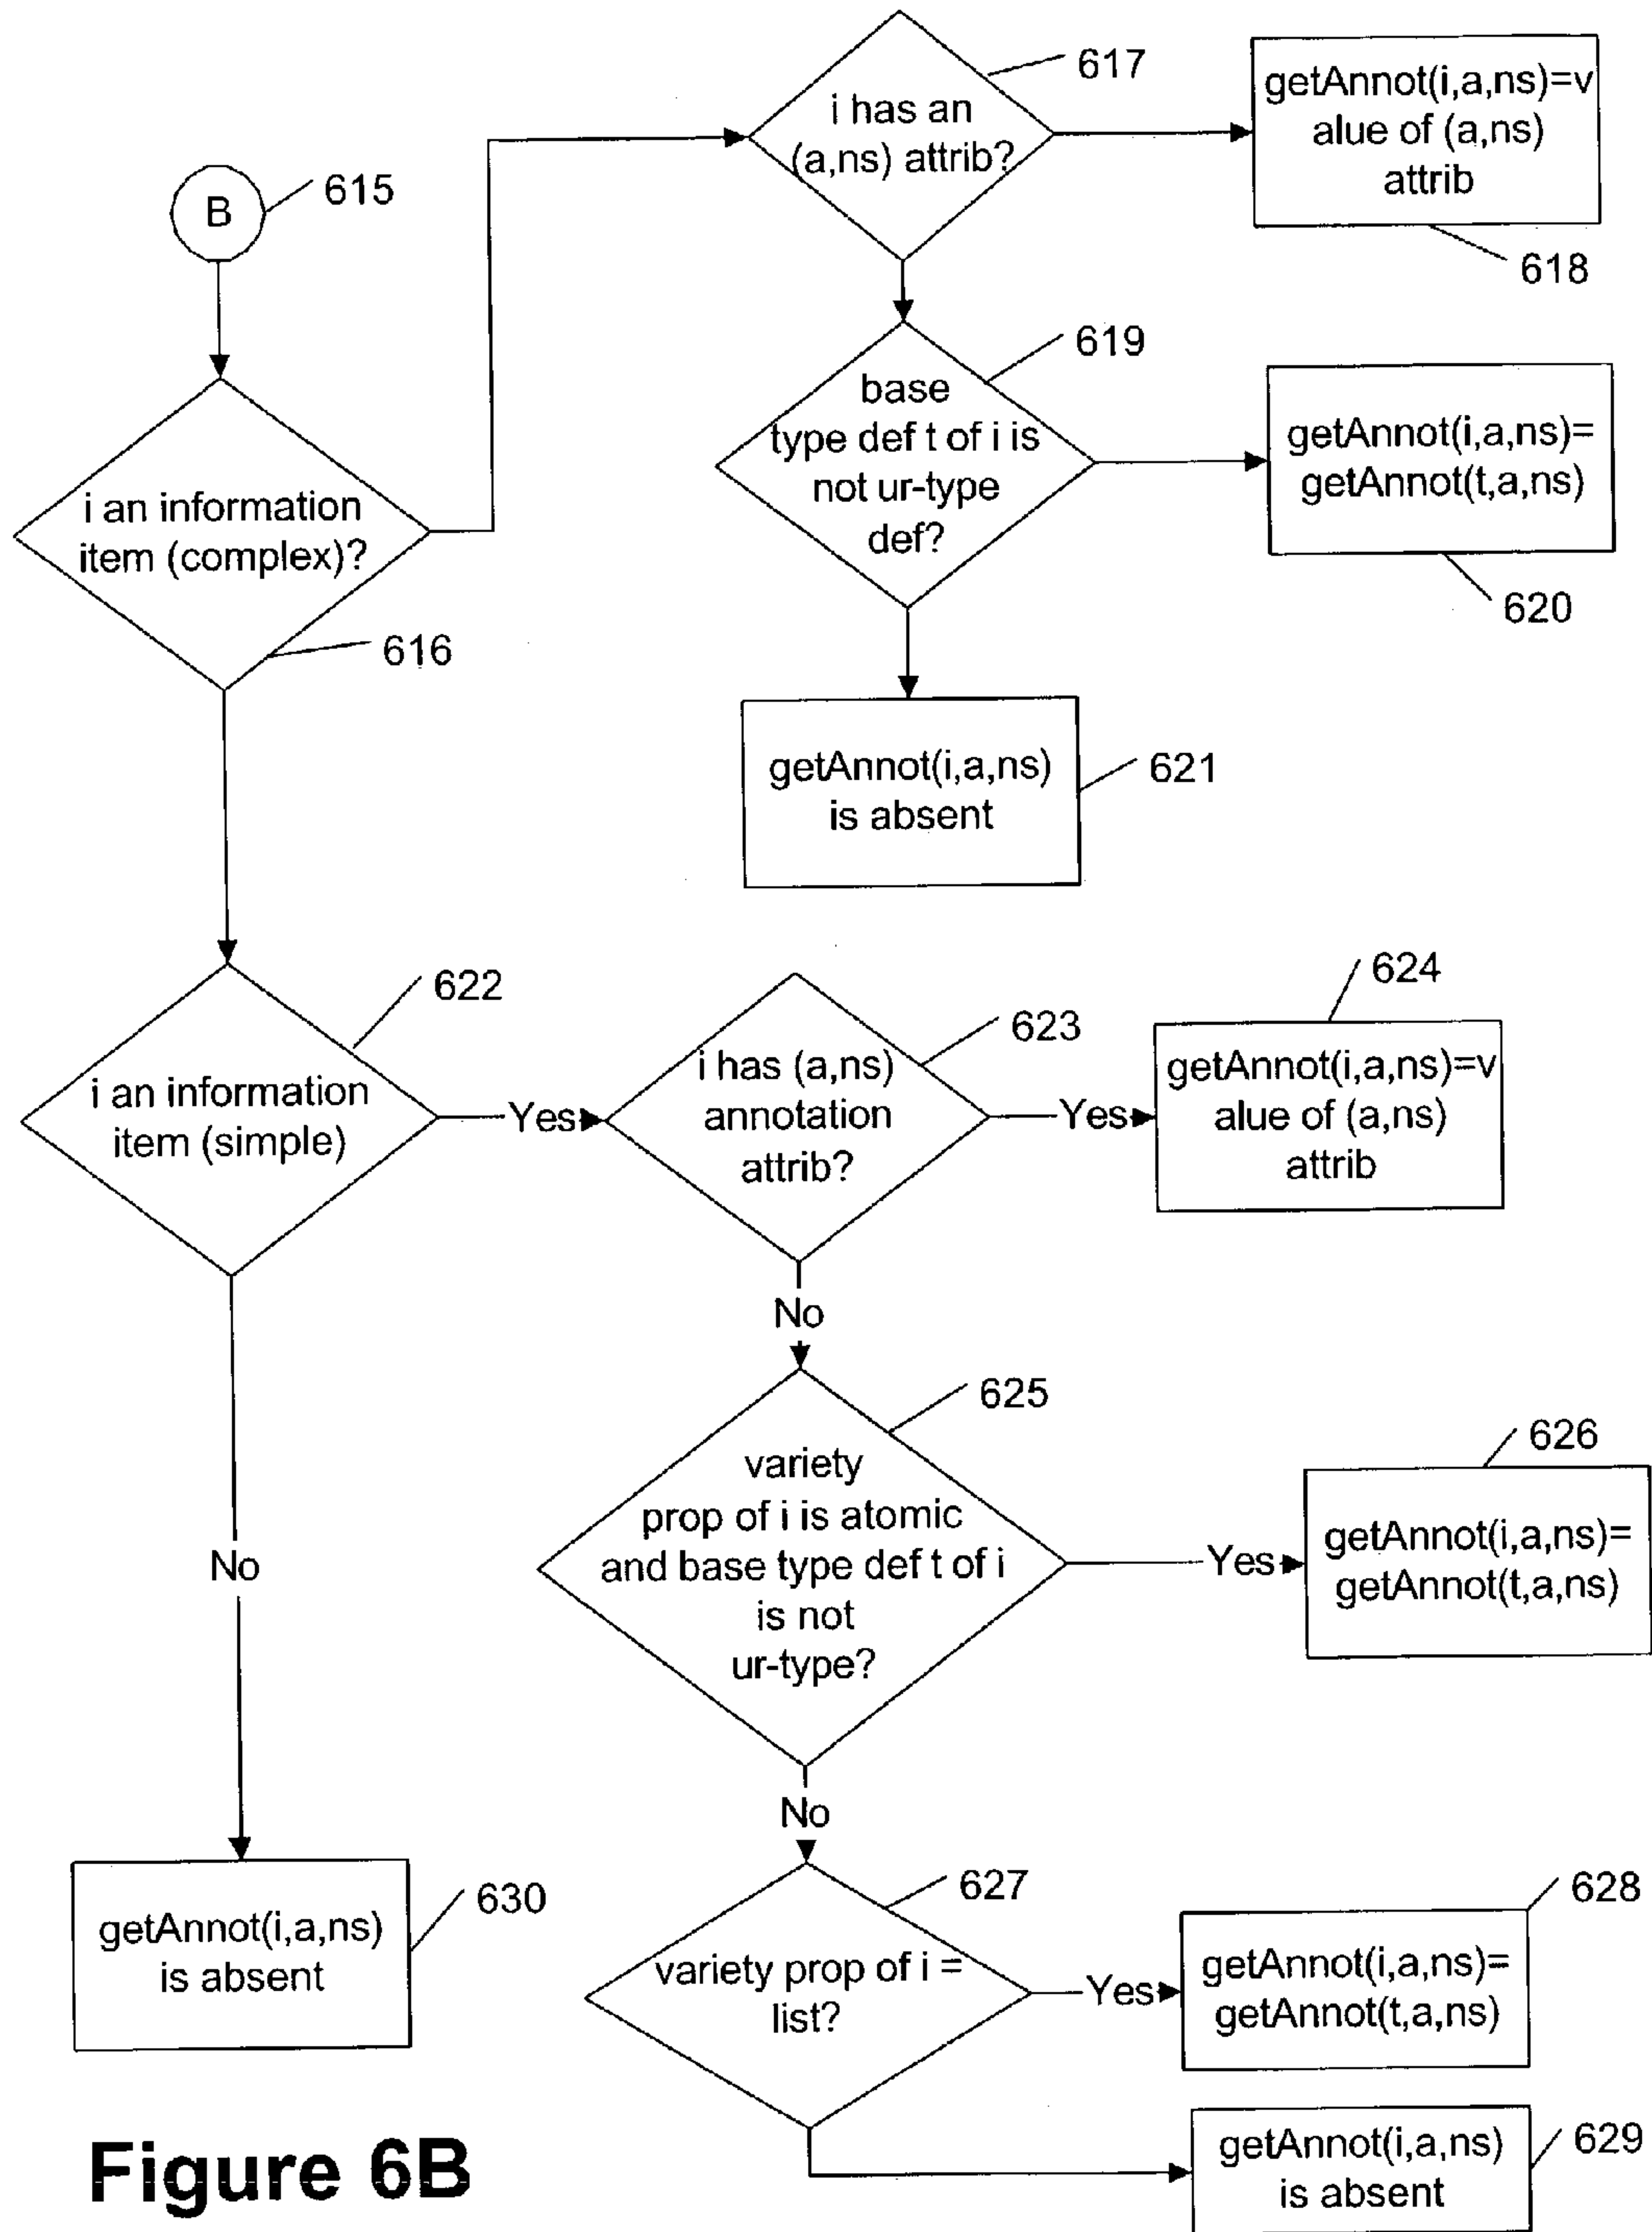 B
615
i an information
item (complex)?
616
i has an
(a,ns) attrib?
617
getAnnot(i,a,ns)=v
alue of (a,ns)
attrib
618
base
type def t of i is
not ur-type
def?
619
getAnnot(i,a,ns)=
getAnnot(t,a,ns)
620
getAnnot(i,a,ns)
is absent
621
i an information
item (simple)
622
Yes
i has (a,ns)
annotation
attrib?
623
Yes
getAnnot(i,a,ns)=v
alue of (a,ns)
attrib
624
No
variety
prop of i is atomic
and base type def t of i
is not
ur-type?
625
Yes
getAnnot(i,a,ns)=
getAnnot(t,a,ns)
626
No
variety prop of i =
list?
627
Yes
getAnnot(i,a,ns)=
getAnnot(t,a,ns)
628
getAnnot(i,a,ns)
is absent
629
No
getAnnot(i,a,ns)
is absent
630
Figure 6B